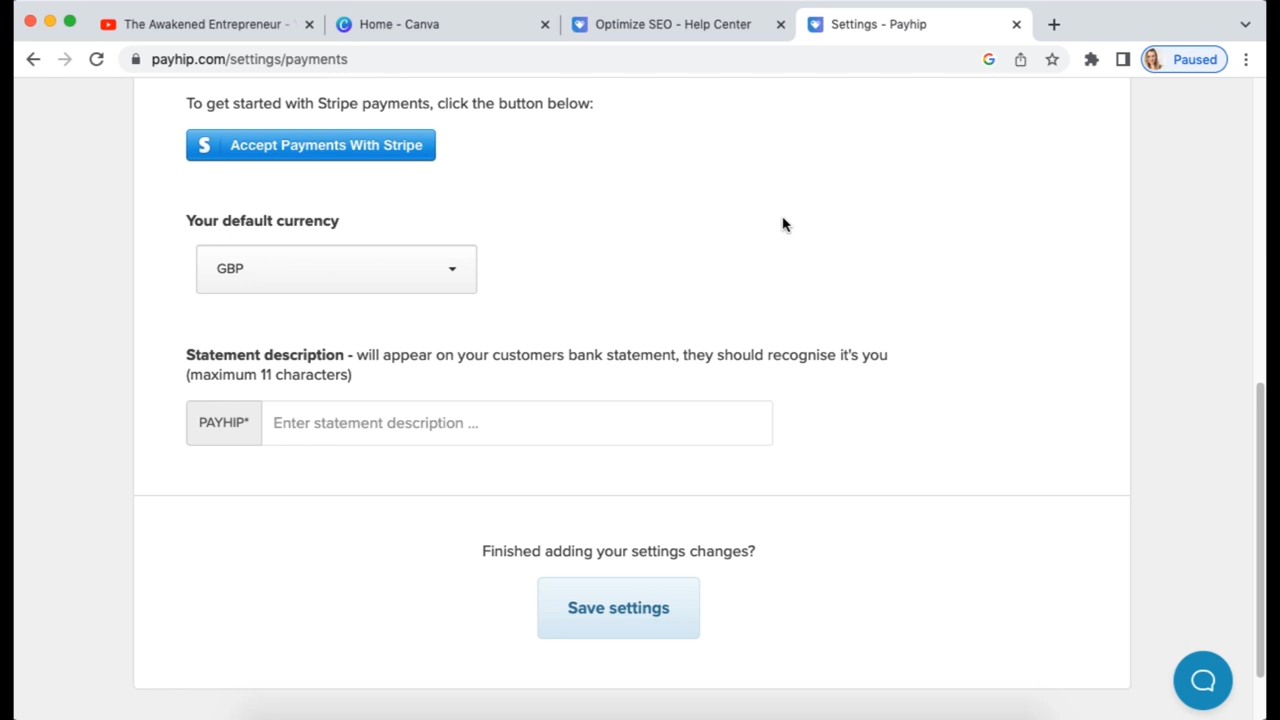 The Awakened Entrepreneur -
Home - Canva
Optimize SEO - Help Center
Settings - Payhip
payhip.com/settings/payments
Paused
To get started with Stripe payments, click the button below:
S Accept Payments With Stripe
Your default currency
GBP
Statement description - will appear on your customers bank statement, they should recognise it's you
(maximum 11 characters)
PAYHIP* Enter statement description ...
Finished adding your settings changes?
Save settings